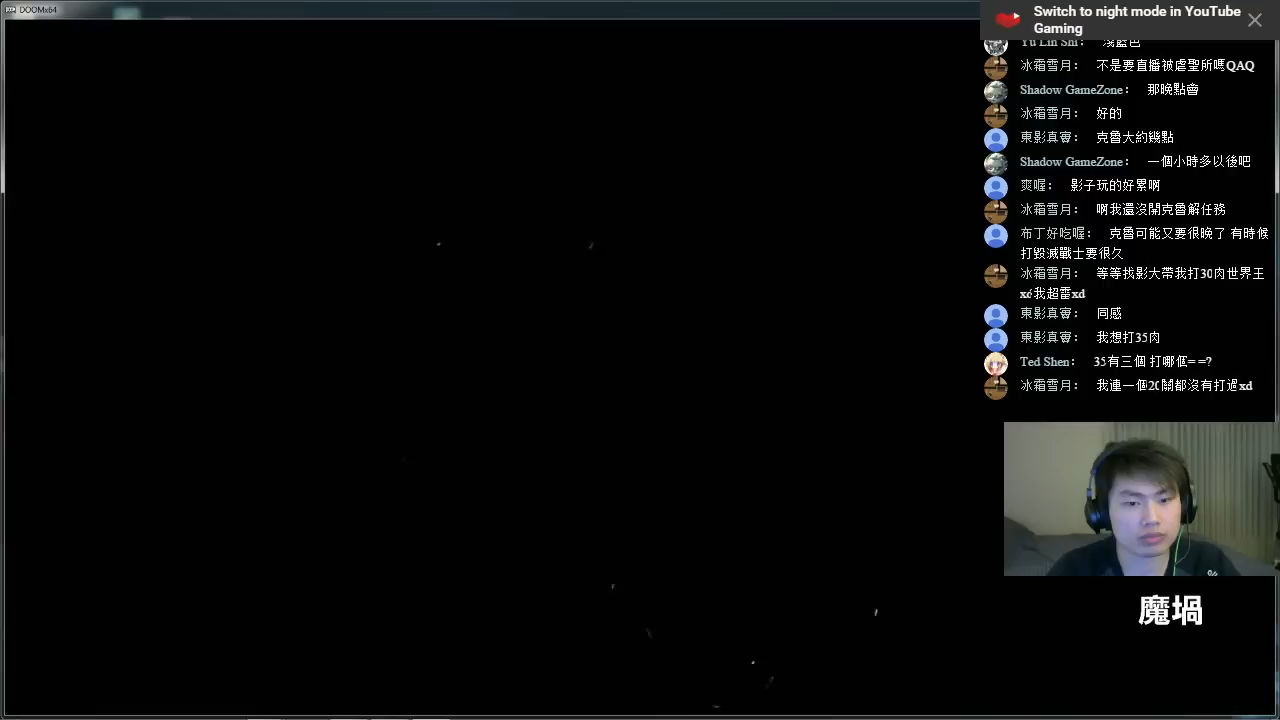 DOOMx64
Switch to night mode in YouTube
Gaming
Yu Lin Shi： 淺藍色
冰霜雪月： 不是要直播被虐聖所嗎QAQ
Shadow GameZone： 那晚點會
冰霜雪月： 好的
東影真蕶： 克魯大約幾點
Shadow GameZone： 一個小時多以後吧
爽喔： 影子玩的好累啊
冰霜雪月： 啊我還沒開克魯解任務
布丁好吃喔： 克魯可能又要很晚了 有時候
打毀滅戰士要很久
冰霜雪月： 等等找影大帶我打30肉世界王
我超雷xd
東影真蕶： 同感
東影真蕶： 我想打35肉
Ted Shen： 35有三個 打哪個==?
冰霜雪月： 我連一個20關都沒有打過xd
魔堝